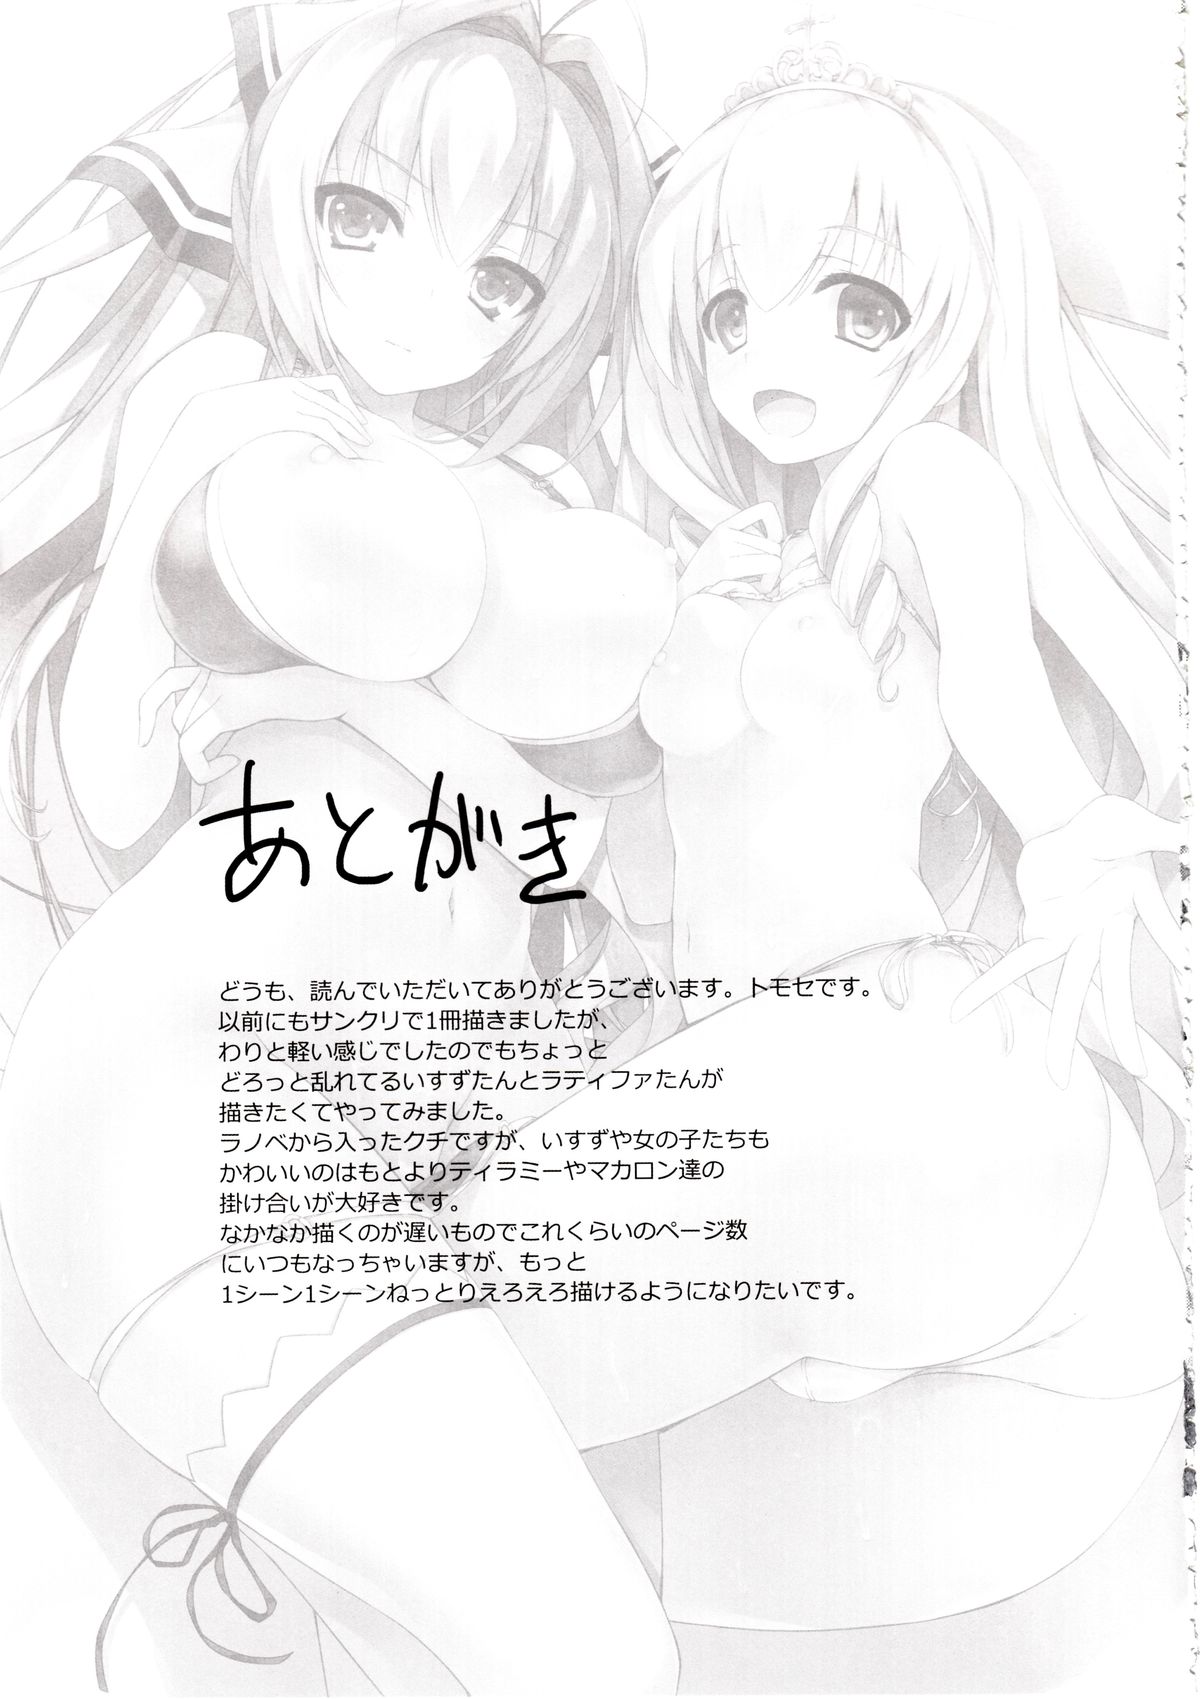 あとがき
どうも、読んでいただいてありがとうございます。トモセです。
以前にもサンクリで1冊描きましたが、
わりと軽い感じでしたのでもちょっと
どろっと乱れてるいすずたんとラティファたんが
描きたくてやってみました。
ラノベから入ったクチですが、いすずや女の子たちも
かわいいのはもとよりティラミーやマカロン達の
掛け合いが大好きです。
なかなか描くのが遅いものでこれくらいのページ数
にいつもなっちゃいますが、もっと
1シーン1シーンねっとりえろえろ描けるようになりたいです。